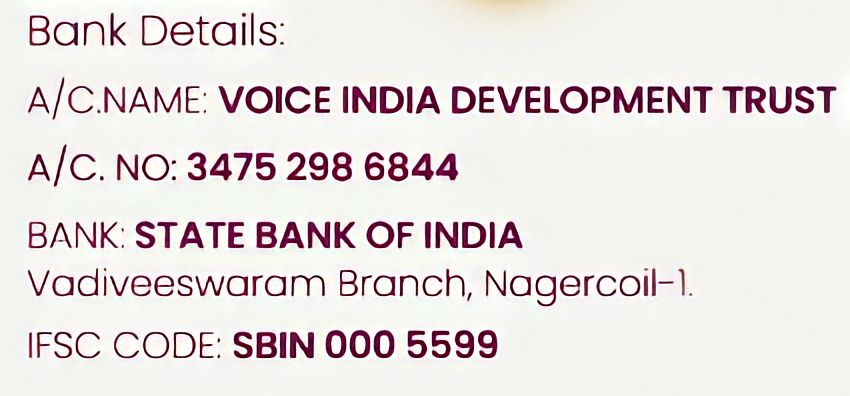 Bank Details:
A/C.NAME: VOICE INDIA DEVELOPMENT TRUST
A/C. NO: 3475 298 6844
BANK: STATE BANK OF INDIA
Vadiveeswaram Branch, Nagercoil-1.
IFSC CODE: SBIN 000 5599